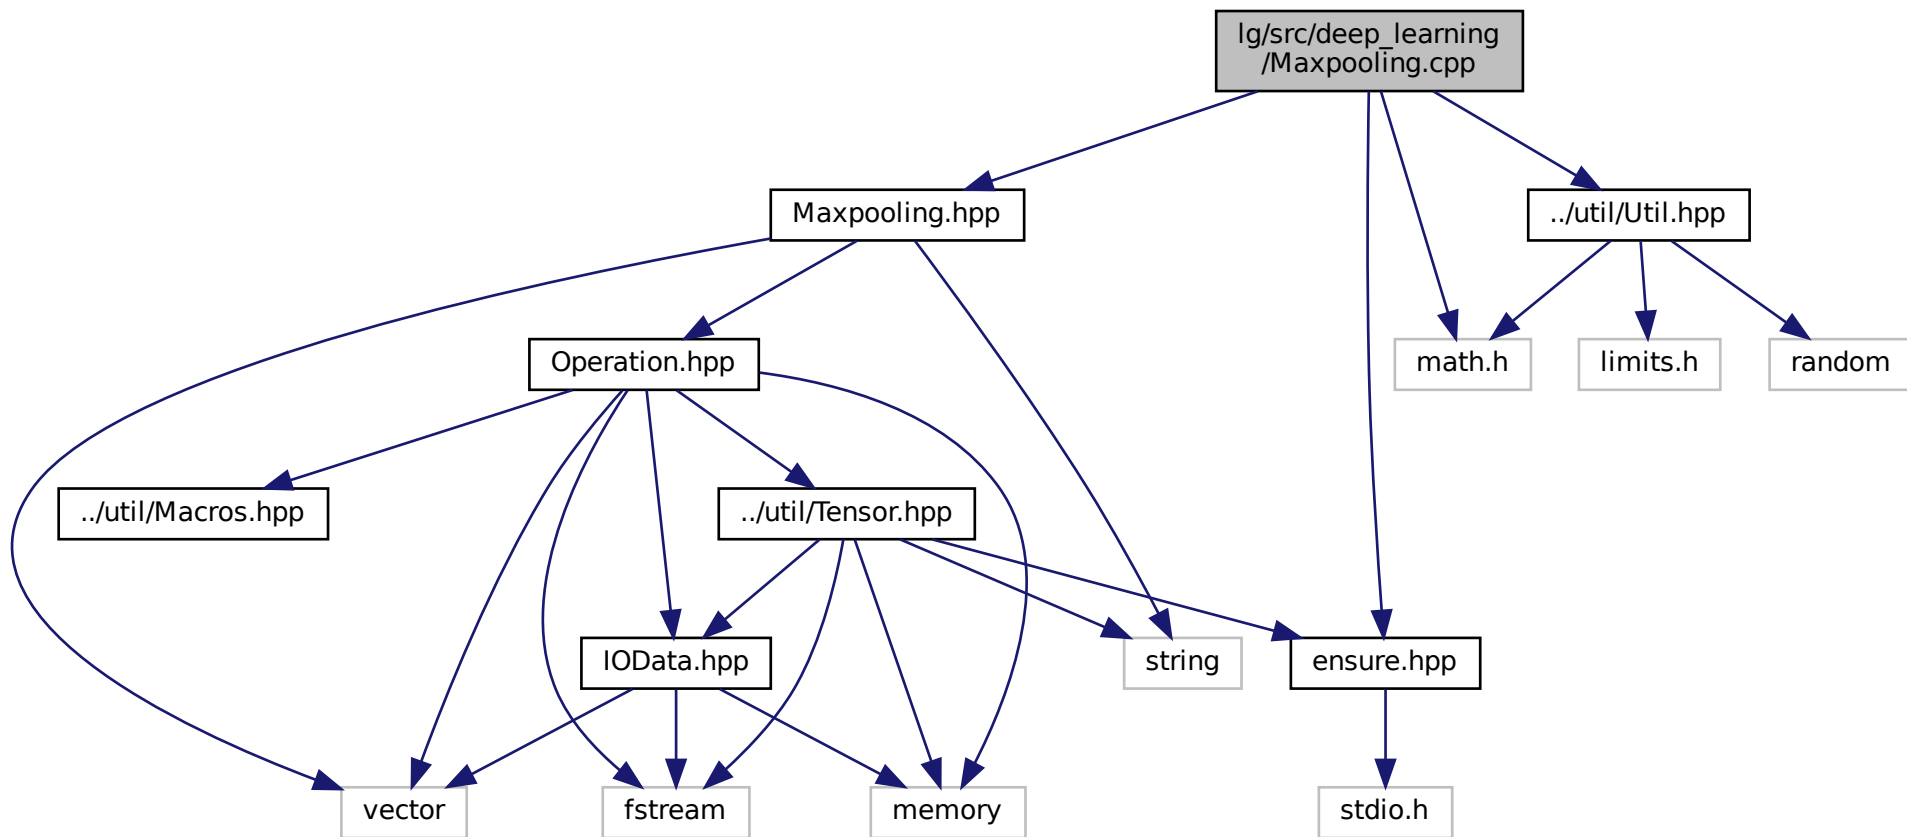 lg/src/deep_learning
/Maxpooling.cpp
Maxpooling.hpp
../util/Util.hpp
Operation.hpp
math.h
limits.h
random
../util/Macros.hpp
../util/Tensor.hpp
IOData.hpp
string
ensure.hpp
vector
fstream
memory
stdio.h